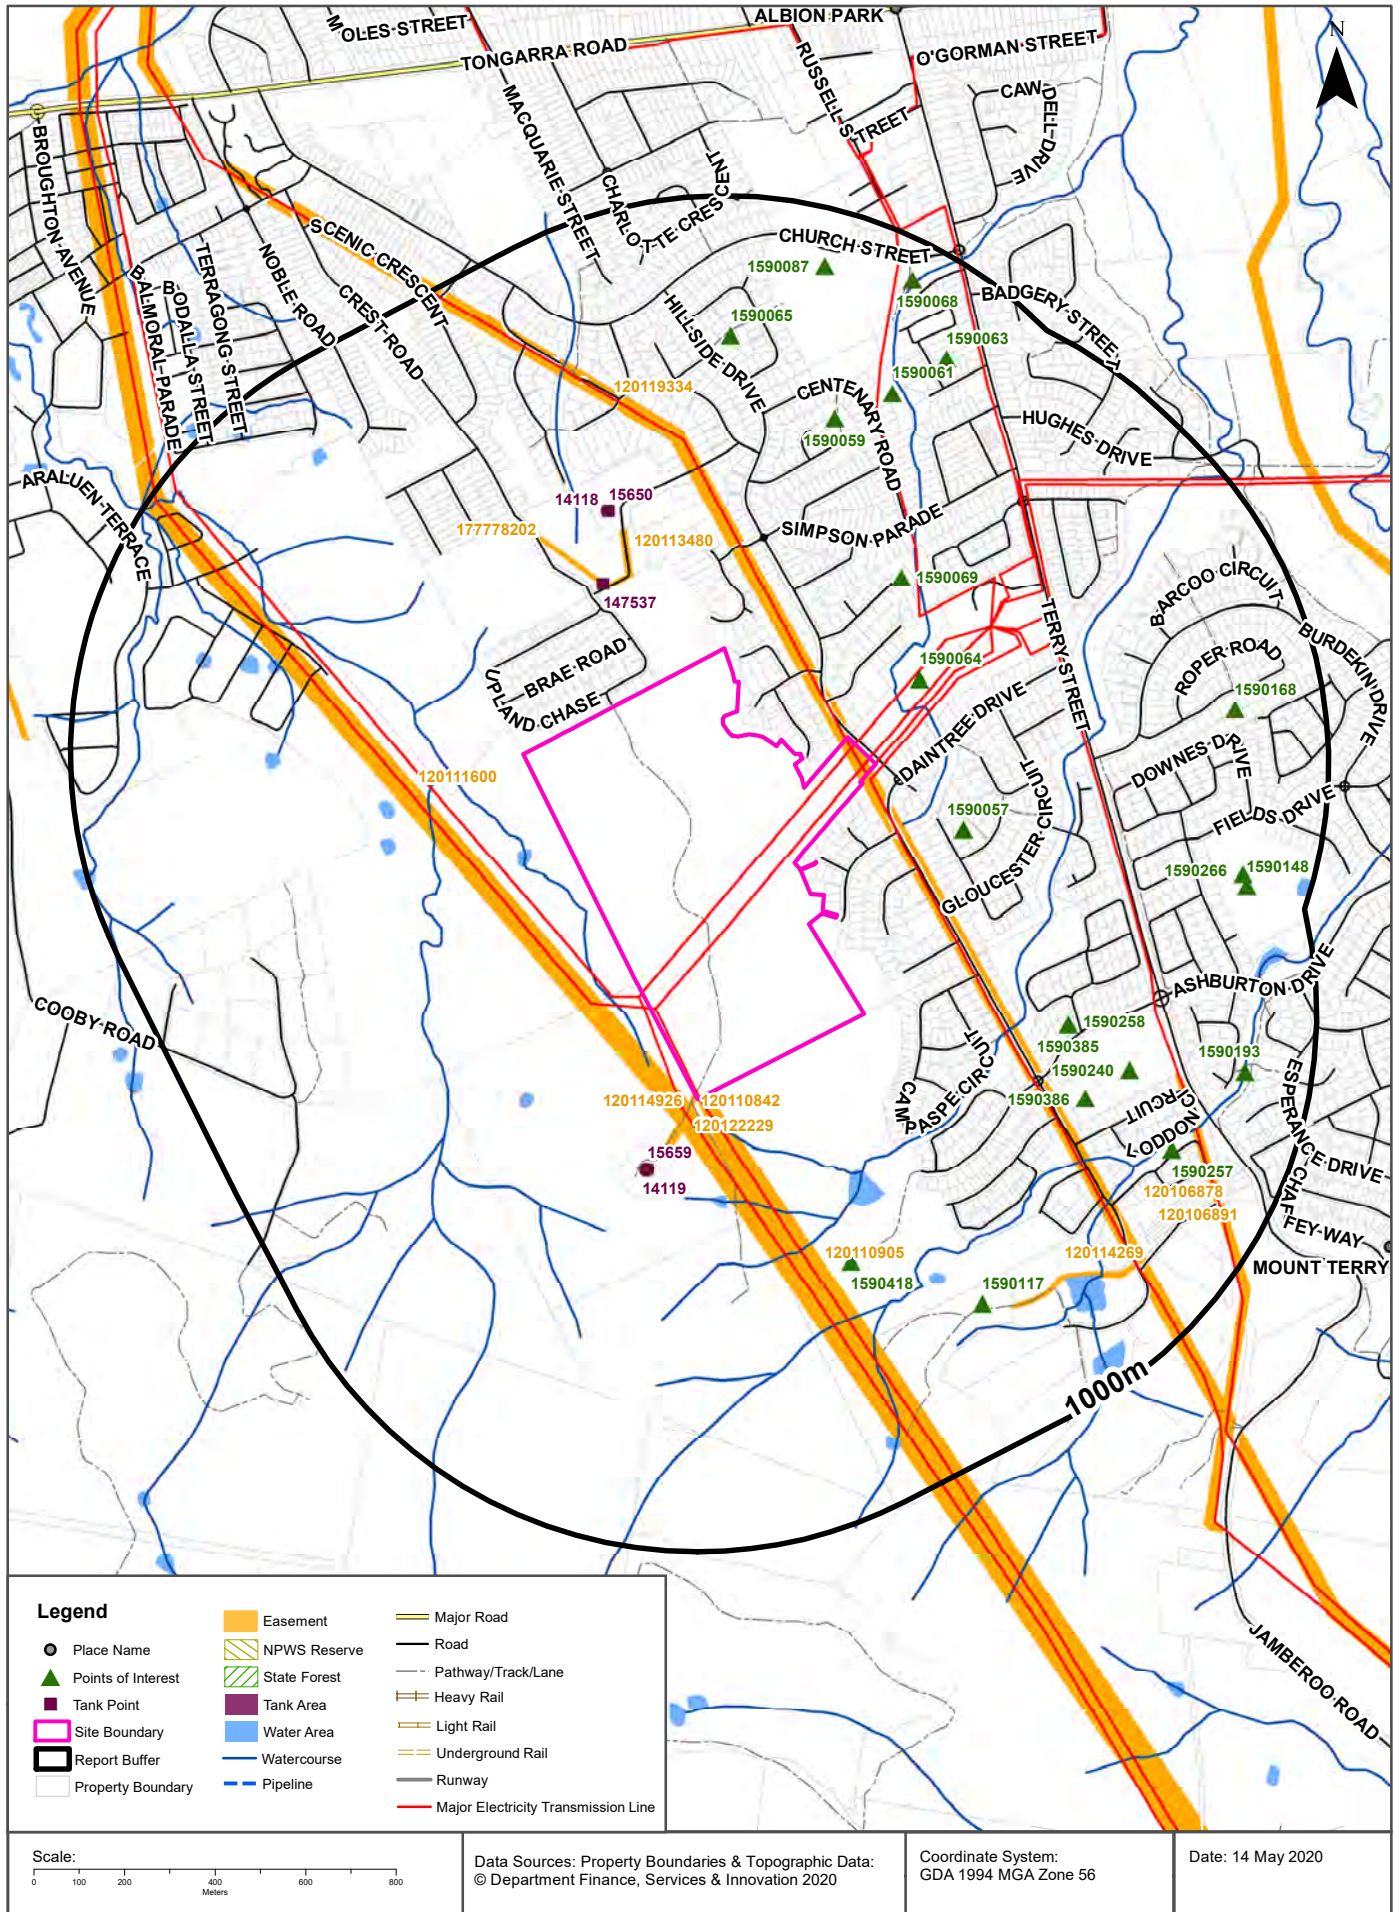 ALBION PARK
N
MOLES STREET
TONGARRA ROAD
O'GORMAN STREET
RUSSELL STREET
CAWDELL DRIVE
MACQUARIE STREET
CHARLOTTE CRESCENT
BROUGHTON AVENUE
SCENIC CRESCENT
CHURCH STREET
1590087
1590068
BADGERY STREET
TERRAGONG STREET
NOBLE ROAD
BALMORAL PARADE
BODALLA STREET
CREST ROAD
HILLSIDE DRIVE
1590065
1590063
1590061
120119334
CENTENARY ROAD
1590059
HUGHES DRIVE
ARALUEN TERRACE
14118
15650
177778202
120113480
SIMPSON PARADE
147537
1590069
BARCOO CIRCUIT
TERRY STREET
BURDEKIN DRIVE
ROPER ROAD
BRAE ROAD
UPLAND CHASE
1590064
1590168
DAINTREE DRIVE
DOWNES DRIVE
120111600
1590057
GLOUCESTER CIRCUIT
FIELDS DRIVE
1590266
1590148
ASHBURTON DRIVE
COOBY ROAD
1590258
1590385
1590240
1590193
CAMPASPE CIRCUIT
1590386
120114926
120110842
120122229
LODDON CIRCUIT
ESPERANCE DRIVE
15659
14119
1590257
120106878
120106891
CHAFFEY WAY
120110905
1590418
120114269
1590117
MOUNT TERRY
1000m
JAMBEROO ROAD
Legend
Place Name
Points of Interest
Tank Point
Site Boundary
Report Buffer
Property Boundary
Easement
NPWS Reserve
State Forest
Tank Area
Water Area
Watercourse
Pipeline
Major Road
Road
Pathway/Track/Lane
Heavy Rail
Light Rail
Underground Rail
Runway
Major Electricity Transmission Line
Scale:
0 100 200 400 600 800
Meters
Data Sources: Property Boundaries & Topographic Data:
© Department Finance, Services & Innovation 2020
Coordinate System:
GDA 1994 MGA Zone 56
Date: 14 May 2020